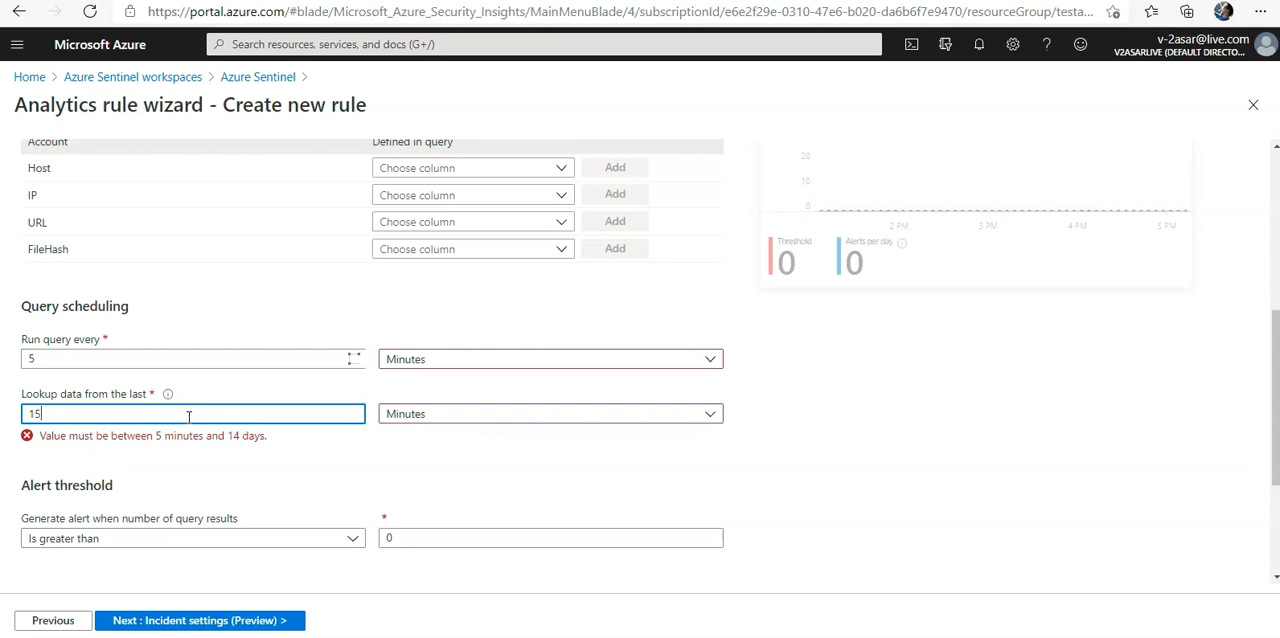 https://portal.azure.com/#blade/Microsoft_Azure_Security_Insights/MainMenuBlade/4/subscriptionId/e6e2f29e-0310-47e6-b020-da6b6f7e9470/resourceGroup/testa...
Microsoft Azure
Search resources, services, and docs (G+/)
v-2asar@live.com
V2ASARLIVE (DEFAULT DIRECTO...
Home > Azure Sentinel workspaces > Azure Sentinel >
Analytics rule wizard - Create new rule
Account Defined in query
Host Choose column Add
IP Choose column Add
URL Choose column Add
FileHash Choose column Add
20
10
0
2 PM 3 PM 4 PM 5 PM
Threshold
0
Alerts per day
0
Query scheduling
Run query every *
5 Minutes
Lookup data from the last *
15 Minutes
Value must be between 5 minutes and 14 days.
Alert threshold
Generate alert when number of query results *
Is greater than 0
Previous Next : Incident settings (Preview) >